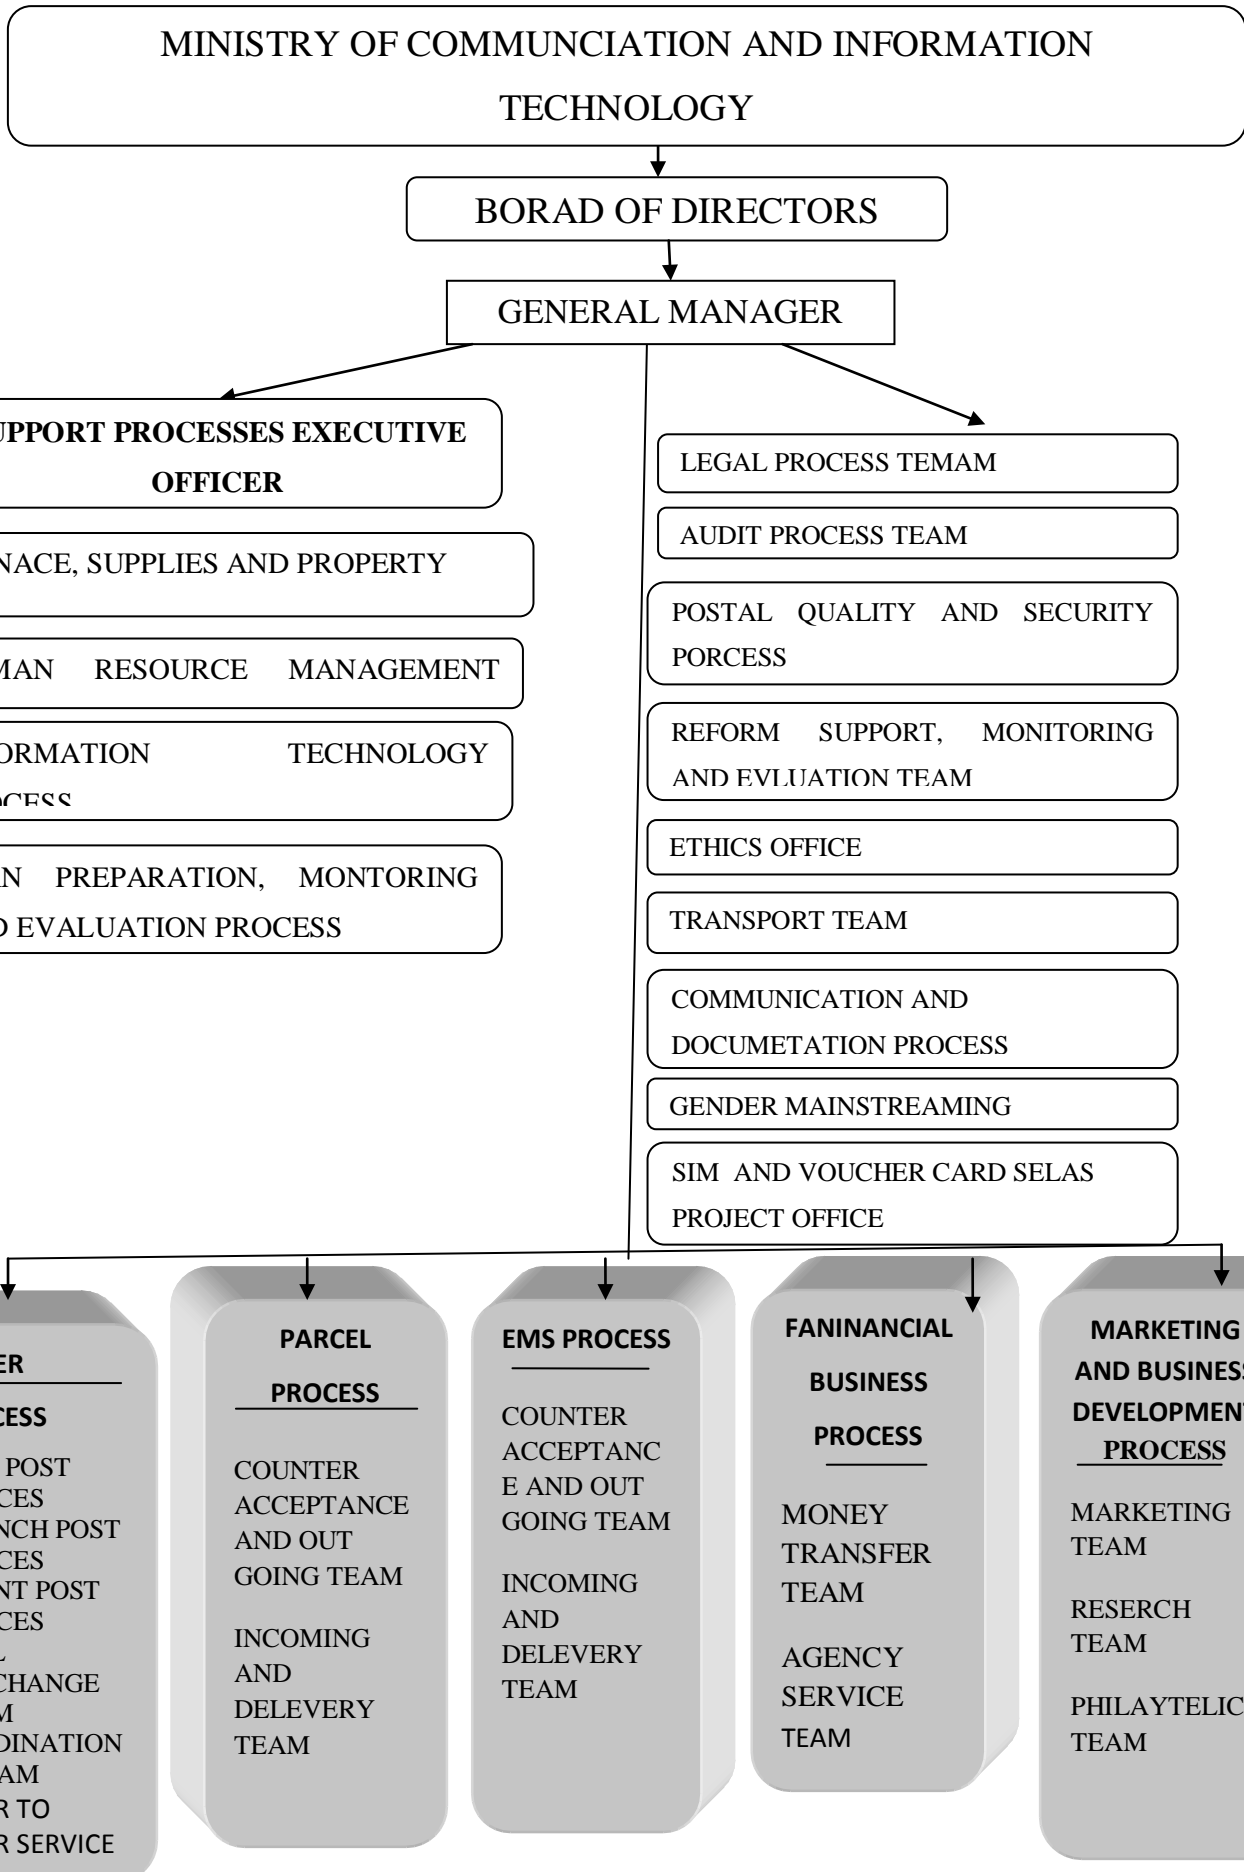 MINISTRY OF COMMUNCIATION AND INFORMATION
TECHNOLOGY
BORAD OF DIRECTORS
GENERAL MANAGER
UPPORT PROCESSES EXECUTIVE
OFFICER
NACE, SUPPLIES AND PROPERTY
MAN RESOURCE MANAGEMENT
ORMATION TECHNOLOGY
OCESS
AN PREPARATION, MONTORING
D EVALUATION PROCESS
LEGAL PROCESS TEMAM
AUDIT PROCESS TEAM
POSTAL QUALITY AND SECURITY
PORCESS
REFORM SUPPORT, MONITORING
AND EVLUATION TEAM
ETHICS OFFICE
TRANSPORT TEAM
COMMUNICATION AND
DOCUMETATION PROCESS
GENDER MAINSTREAMING
SIM AND VOUCHER CARD SELAS
PROJECT OFFICE
ER
CESS
POST
CES
NCH POST
CES
NT POST
CES
L
CHANGE
M
DINATION
AM
R TO
R SERVICE
PARCEL
PROCESS
COUNTER
ACCEPTANCE
AND OUT
GOING TEAM
INCOMING
AND
DELEVERY
TEAM
EMS PROCESS
COUNTER
ACCEPTANC
E AND OUT
GOING TEAM
INCOMING
AND
DELEVERY
TEAM
FANINANCIAL
BUSINESS
PROCESS
MONEY
TRANSFER
TEAM
AGENCY
SERVICE
TEAM
MARKETING
AND BUSINESS
DEVELOPMENT
PROCESS
MARKETING
TEAM
RESERCH
TEAM
PHILAYTELIC
TEAM